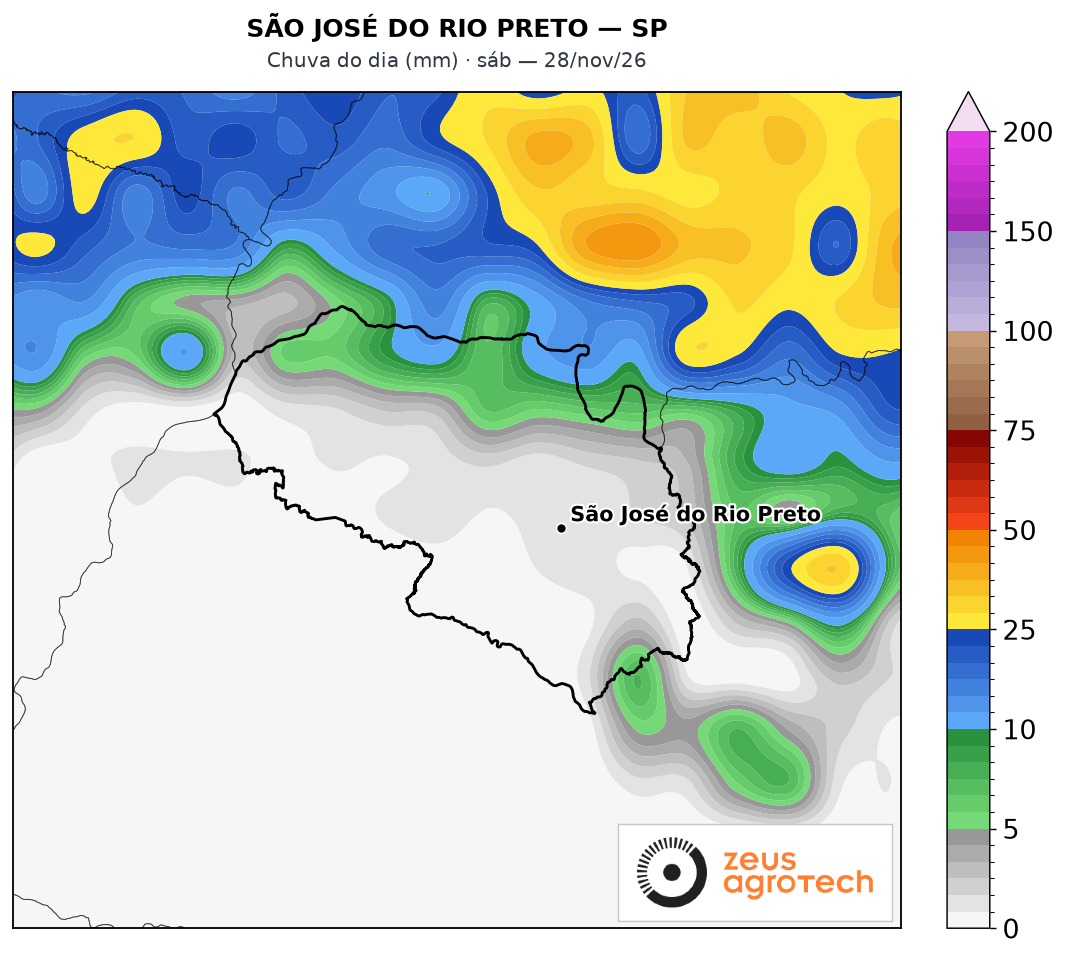 SÃO JOSÉ DO RIO PRETO — SP
Chuva do dia (mm) · sáb — 28/nov/26
200
150
100
75
50
25
10
5
0
São José do Rio Preto
zeus
agrotech